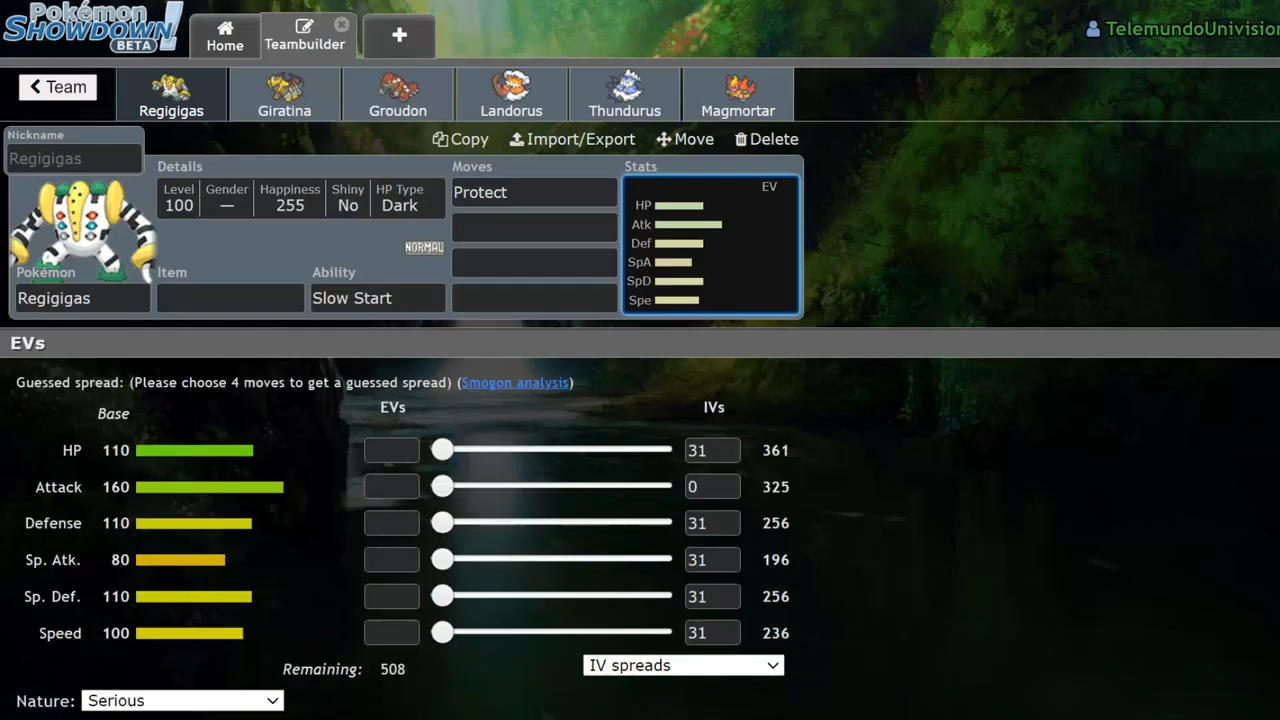 Pokémon
SHOWDOWN!
BETA
Home
Teambuilder
TelemundoUnivision
Team
Regigigas
Giratina
Groudon
Landorus
Thundurus
Magmortar
Nickname
Regigigas
Copy
Import/Export
Move
Delete
Details
Moves
Stats
Level Gender Happiness Shiny HP Type
100 — 255 No Dark
Protect
EV
HP
Atk
Def
SpA
SpD
Spe
NORMAL
Pokémon
Item
Ability
Regigigas
Slow Start
EVs
Guessed spread: (Please choose 4 moves to get a guessed spread) (Smogon analysis)
Base EVs IVs
HP 110 31 361
Attack 160 0 325
Defense 110 31 256
Sp. Atk. 80 31 196
Sp. Def. 110 31 256
Speed 100 31 236
Remaining: 508
IV spreads
Nature: Serious